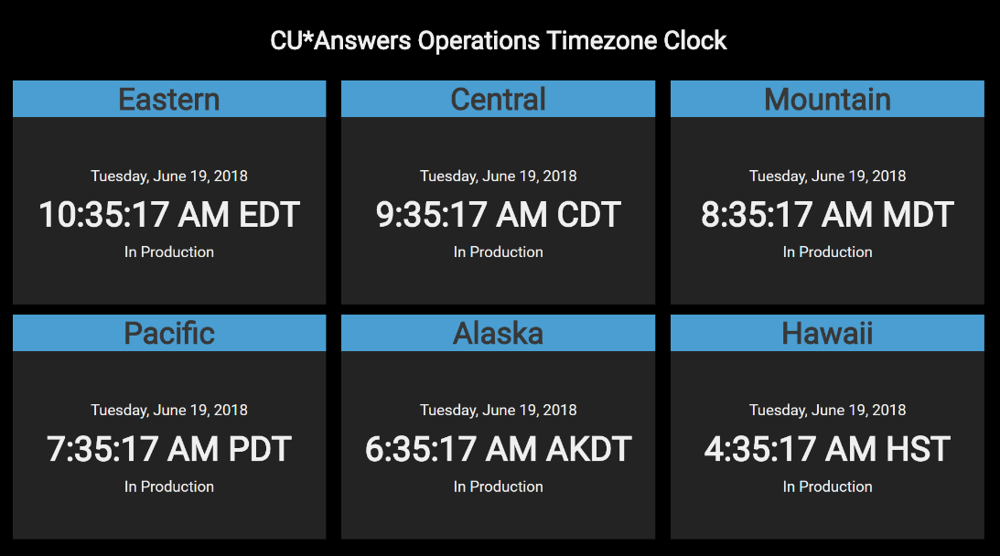 CU*Answers Operations Timezone Clock
Eastern
Central
Mountain
Tuesday, June 19, 2018
Tuesday, June 19, 2018
Tuesday, June 19, 2018
10:35:17 AM EDT
9:35:17 AM CDT
8:35:17 AM MDT
In Production
In Production
In Production
Pacific
Alaska
Hawaii
Tuesday, June 19, 2018
Tuesday, June 19, 2018
Tuesday, June 19, 2018
7:35:17 AM PDT
6:35:17 AM AKDT
4:35:17 AM HST
In Production
In Production
In Production